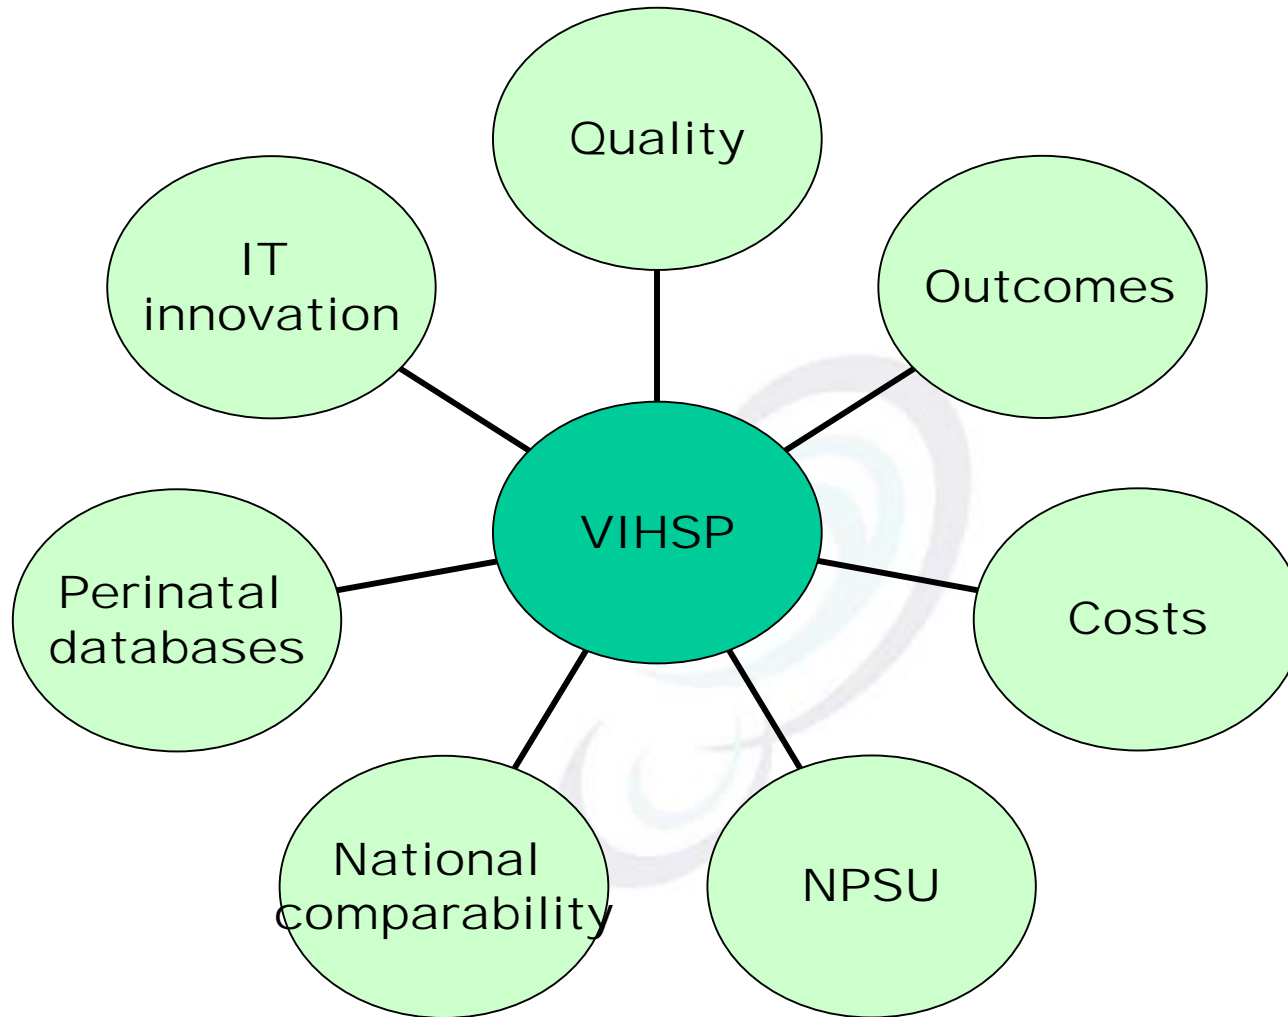 Quality
IT
innovation
Outcomes
VIHSP
Perinatal
databases
Costs
National
comparability
NPSU